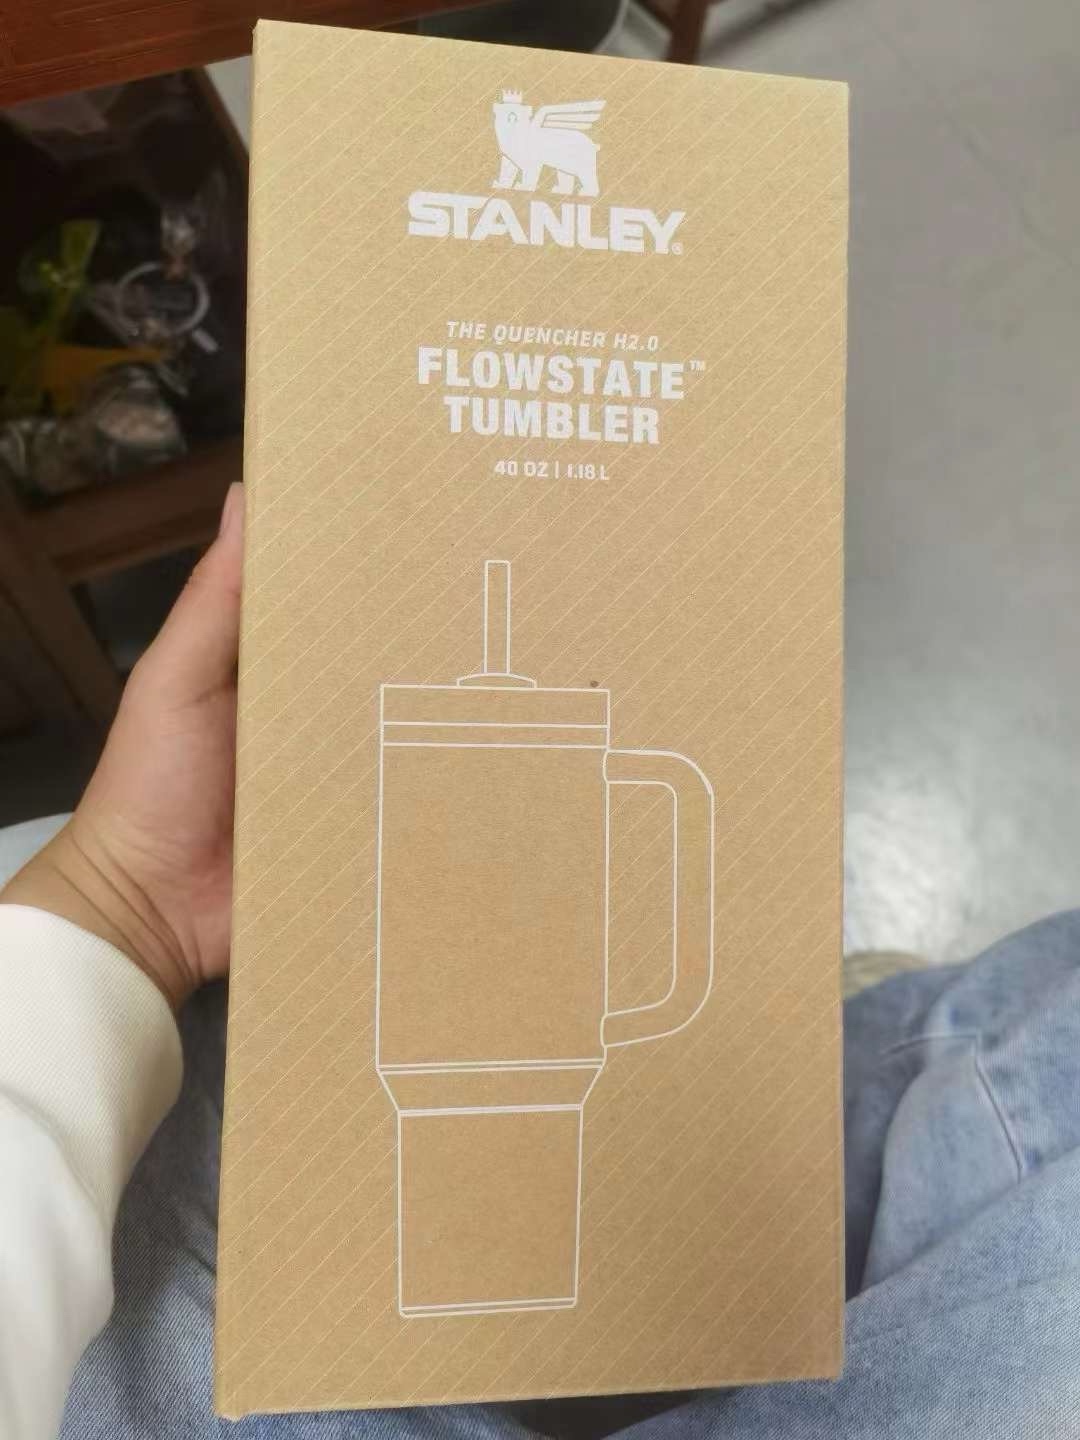 STANLEY®
THE QUENCHER H2.0
FLOWSTATE™
TUMBLER
40 OZ | 1.18 L